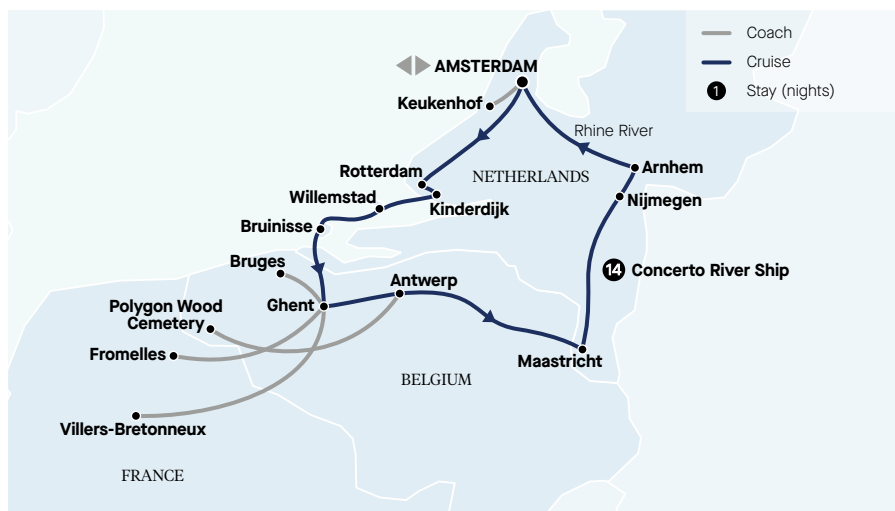 Coach
Cruise
1 Stay (nights)
AMSTERDAM
Keukenhof
Rhine River
Arnhem
Rotterdam
NETHERLANDS
Willemstad
Kinderdijk
Nijmegen
Bruinisse
Bruges
14 Concerto River Ship
Antwerp
Polygon Wood
Cemetery
Ghent
Fromelles
Maastricht
BELGIUM
Villers-Bretonneux
FRANCE